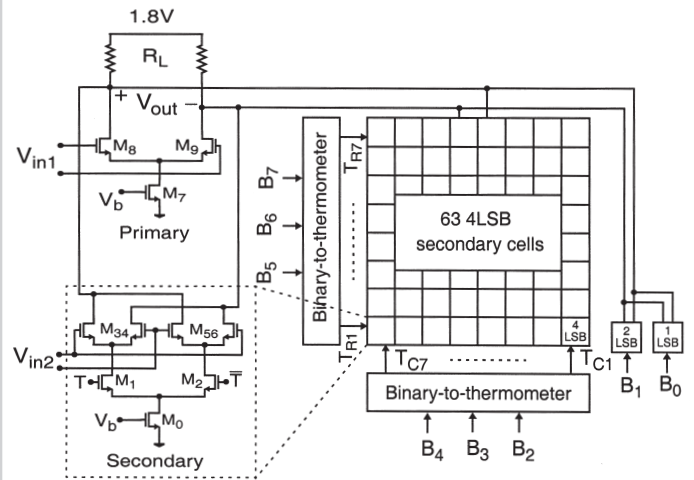 1.8V
R_L
+ V_out −
V_in1
M_8
M_9
V_b
M_7
Primary
M_34
M_56
V_in2
T
M_1
M_2
T̅
V_b
M_0
Secondary
B_7
B_6
B_5
Binary-to-thermometer
T_R7
T_R1
63 4LSB
secondary cells
4
LSB
2
LSB
1
LSB
T_C7
T_C1
B_1
B_0
Binary-to-thermometer
B_4
B_3
B_2